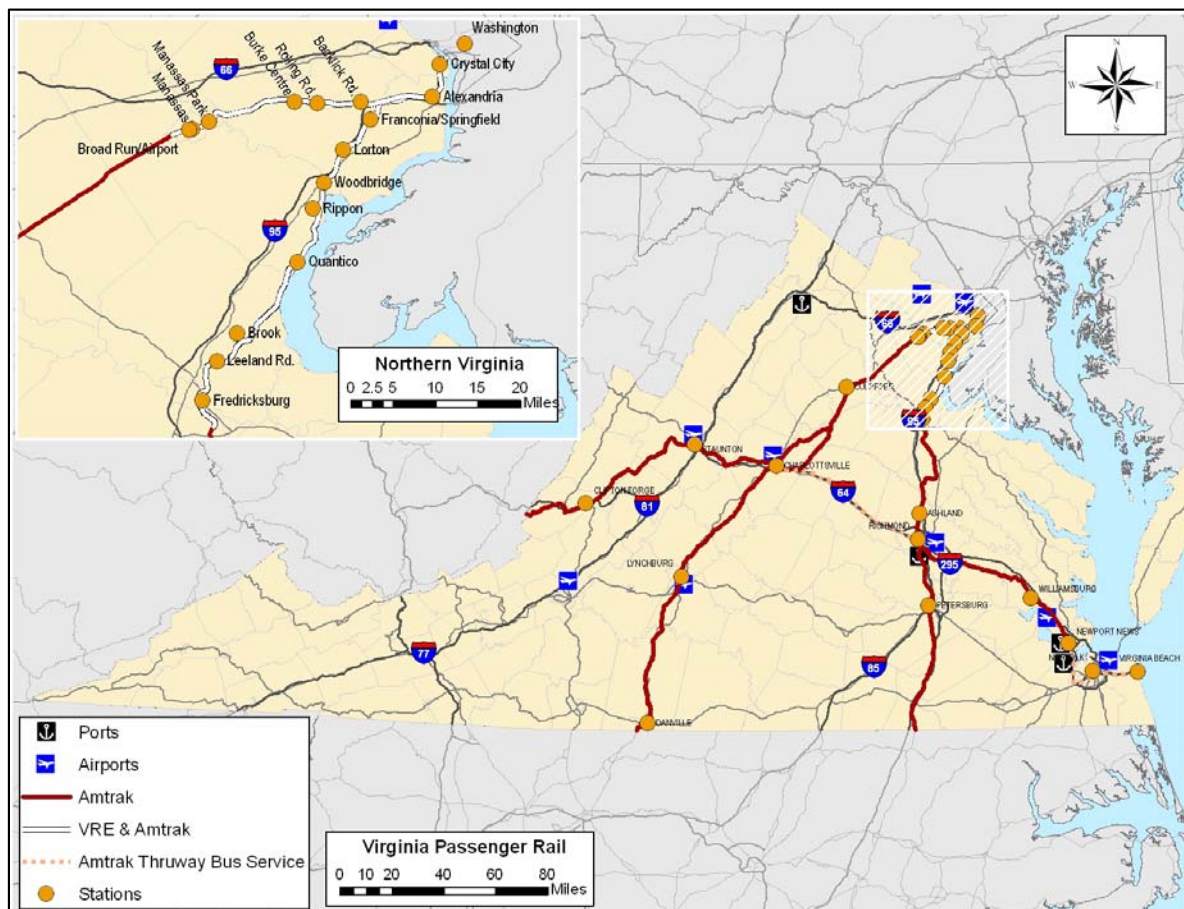 Washington
Crystal City
Alexandria
Franconia/Springfield
Backlick Rd.
Rolling Rd.
Burke Centre
Manassas Park
Manassas
Broad Run/Airport
66
Lorton
Woodbridge
Rippon
95
Quantico
Brook
Leeland Rd.
Fredricksburg
Northern Virginia
0 2.5 5 10 15 20
Miles
N
W E
S
66
CULPEPER
95
STAUNTON
CHARLOTTSVILLE
CLIFTON FORGE
81
64
ASHLAND
RICHMOND
295
LYNCHBURG
WILLIAMSBURG
PETERSBURG
NEWPORT NEWS
VIRGINIA BEACH
77
85
DANVILLE
Ports
Airports
Amtrak
VRE & Amtrak
Amtrak Thruway Bus Service
Stations
Virginia Passenger Rail
0 10 20 40 60 80
Miles